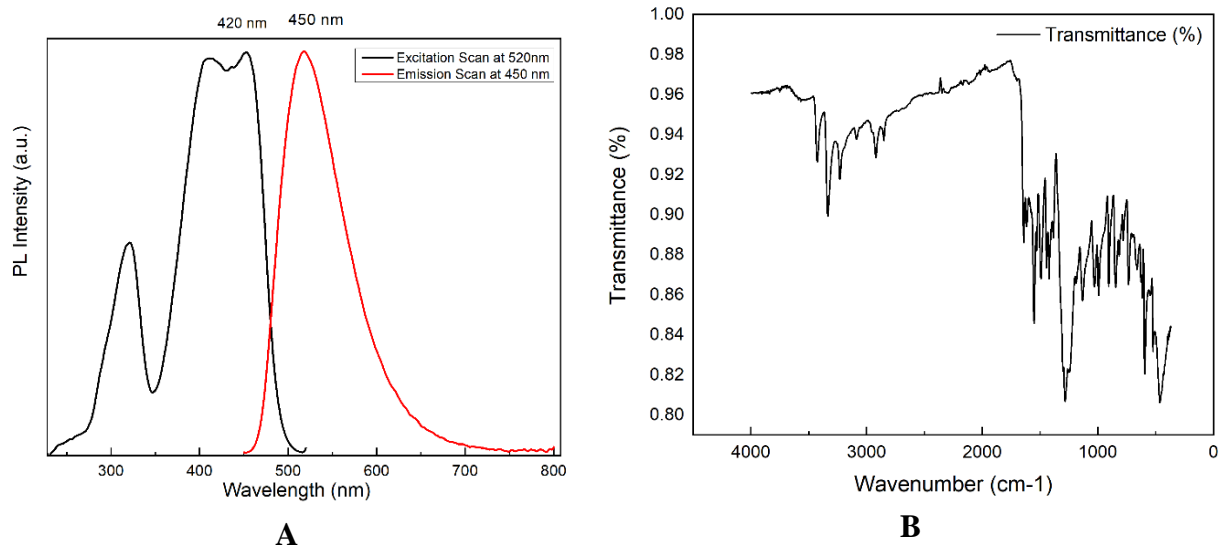 420 nm 450 nm
Excitation Scan at 520nm
Emission Scan at 450 nm
PL Intensity (a.u.)
300 400 500 600 700 800
Wavelength (nm)
A
Transmittance (%)
1.00
0.98
0.96
0.94
0.92
0.90
0.88
0.86
0.84
0.82
0.80
Transmittance (%)
4000 3000 2000 1000 0
Wavenumber (cm-1)
B